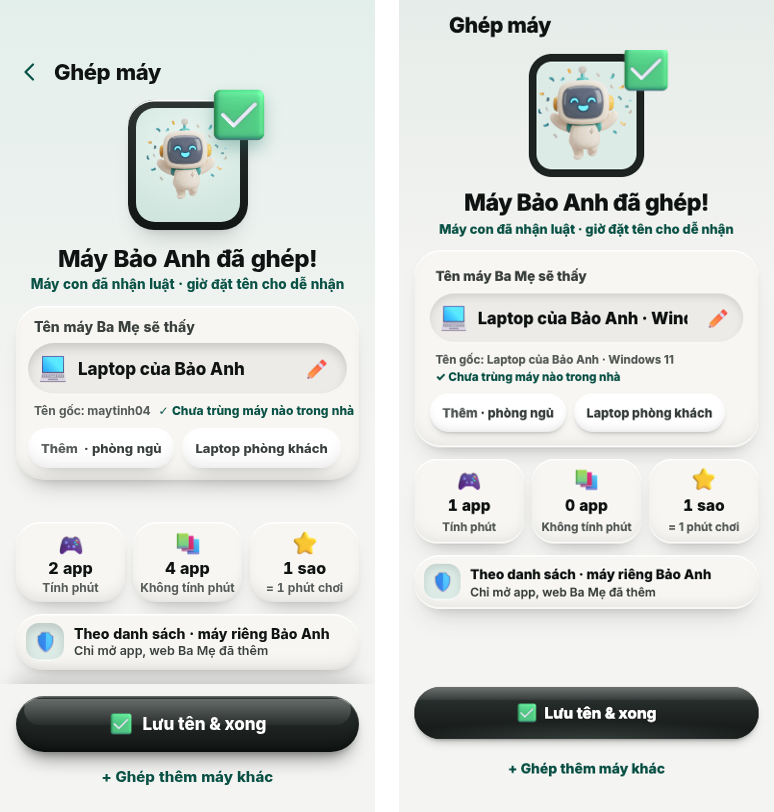 Ghép máy
Máy Bảo Anh đã ghép!
Máy con đã nhận luật · giờ đặt tên cho dễ nhận
Tên máy Ba Mẹ sẽ thấy
Laptop của Bảo Anh
Tên gốc: maytinh04 ✓ Chưa trùng máy nào trong nhà
Thêm · phòng ngủ
Laptop phòng khách
2 app
Tính phút
4 app
Không tính phút
1 sao
= 1 phút chơi
Theo danh sách · máy riêng Bảo Anh
Chỉ mở app, web Ba Mẹ đã thêm
Lưu tên & xong
+ Ghép thêm máy khác
Ghép máy
Máy Bảo Anh đã ghép!
Máy con đã nhận luật · giờ đặt tên cho dễ nhận
Tên máy Ba Mẹ sẽ thấy
Laptop của Bảo Anh ·
Tên gốc: Laptop của Bảo Anh · Windows 11
✓ Chưa trùng máy nào trong nhà
Thêm · phòng ngủ
Laptop phòng khách
1 app
Tính phút
0 app
Không tính phút
1 sao
= 1 phút chơi
Theo danh sách · máy riêng Bảo Anh
Chỉ mở app, web Ba Mẹ đã thêm
Lưu tên & xong
+ Ghép thêm máy khác